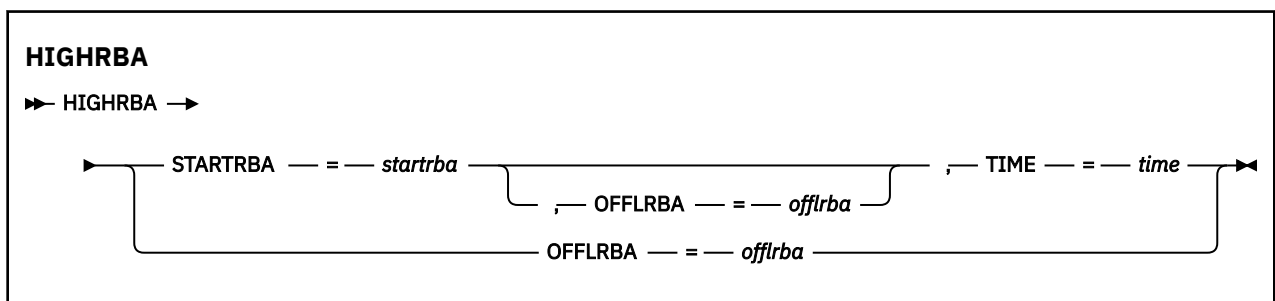 HIGHRBA
HIGHRBA
STARTRBA = startrba , TIME = time
, OFFLRBA = offlrba
OFFLRBA = offlrba